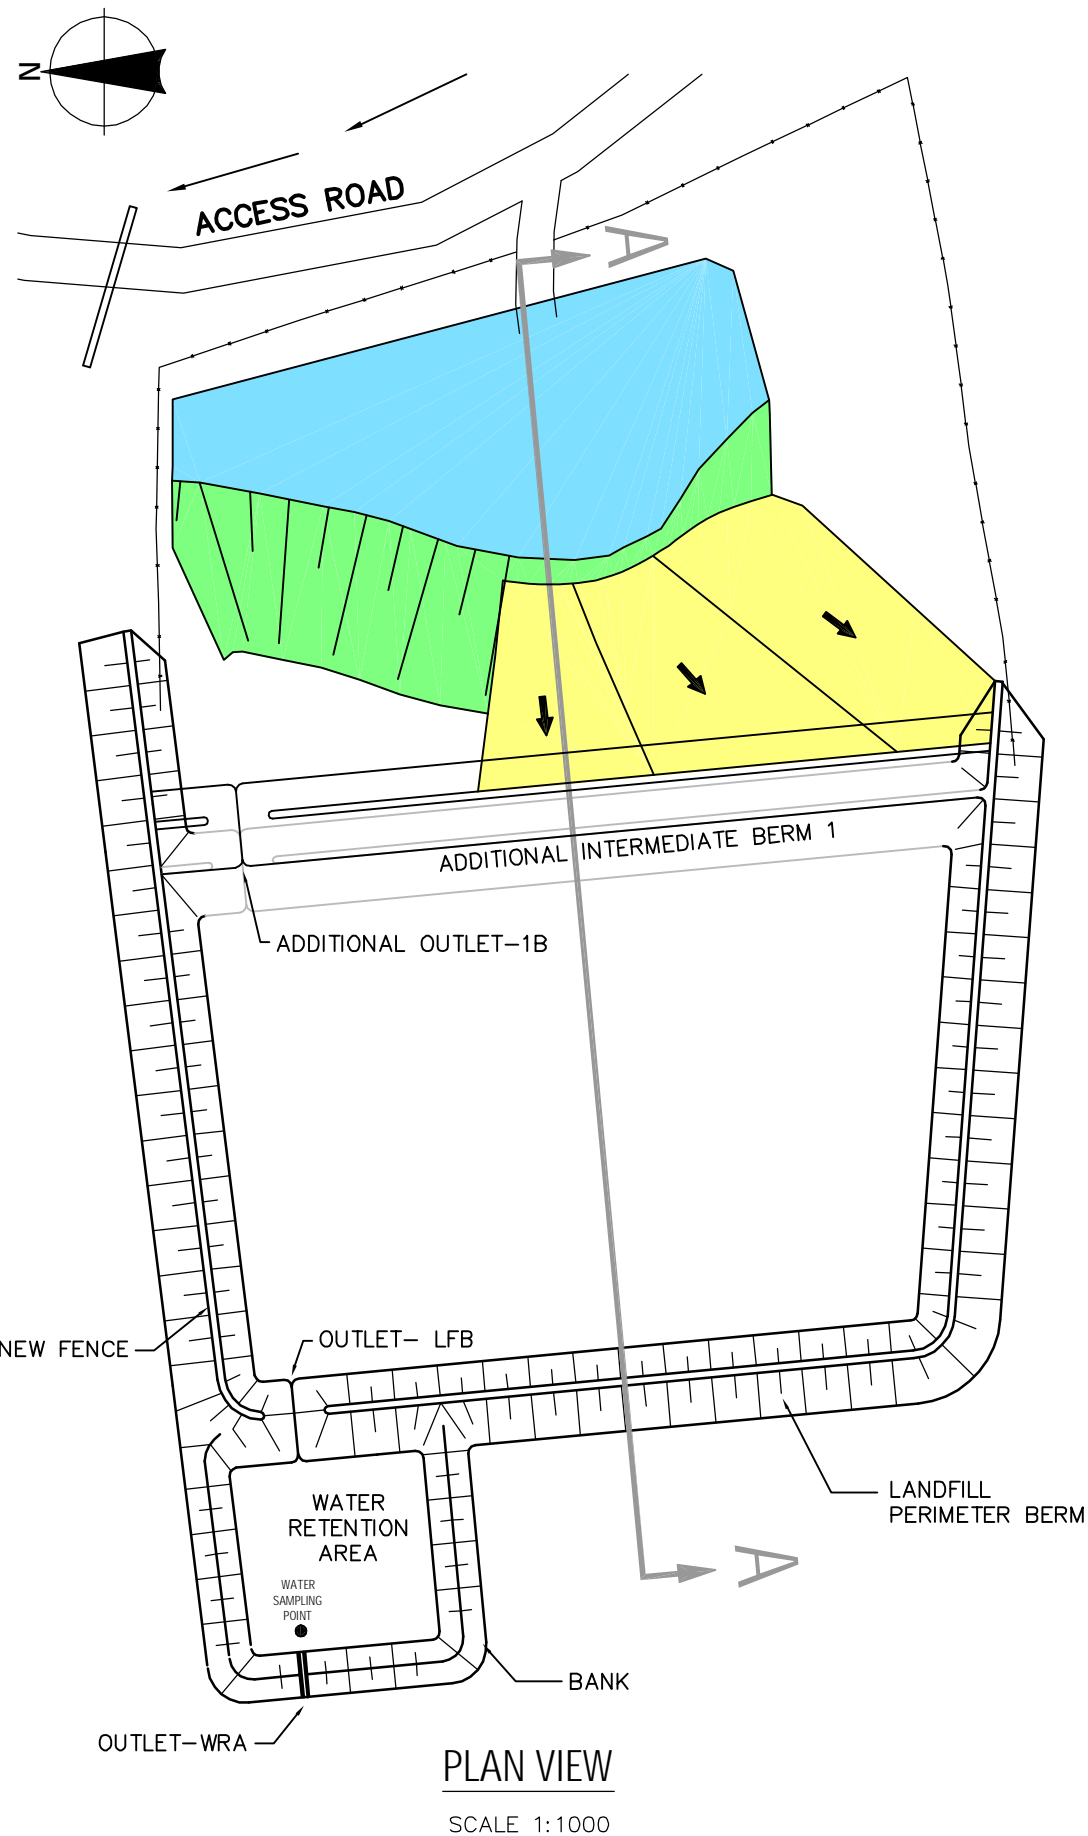 N
ACCESS ROAD
A
ADDITIONAL INTERMEDIATE BERM 1
ADDITIONAL OUTLET-1B
NEW FENCE
OUTLET- LFB
LANDFILL
PERIMETER BERM
WATER
RETENTION
AREA
WATER
SAMPLING
POINT
A
BANK
OUTLET-WRA
PLAN VIEW
SCALE 1:1000